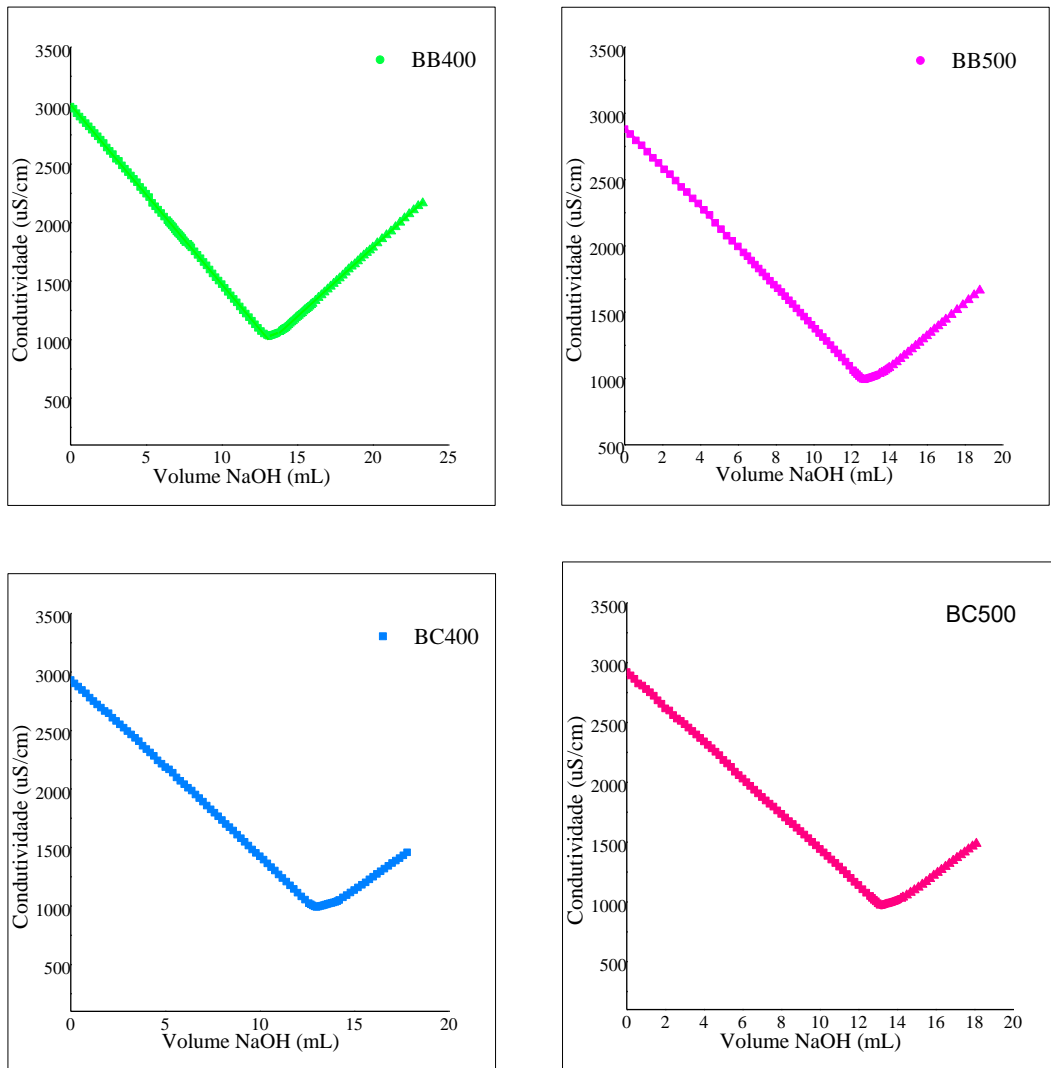 BB400
Condutividade (uS/cm)
3500
3000
2500
2000
1500
1000
500
0 5 10 15 20 25
Volume NaOH (mL)
BB500
Condutividade (uS/cm)
3500
3000
2500
2000
1500
1000
500
0 2 4 6 8 10 12 14 16 18 20
Volume NaOH (mL)
BC400
Condutividade (uS/cm)
3500
3000
2500
2000
1500
1000
500
0 5 10 15 20
Volume NaOH (mL)
BC500
Condutividade (uS/cm)
3500
3000
2500
2000
1500
1000
500
0 2 4 6 8 10 12 14 16 18 20
Volume NaOH (mL)